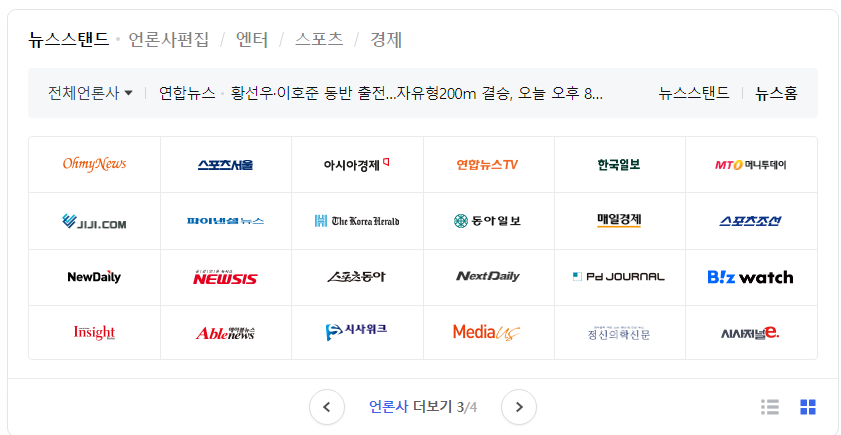 뉴스스탠드 · 언론사편집 / 엔터 / 스포츠 / 경제
전체언론사 연합뉴스 · 황선우·이호준 동반 출전...자유형200m 결승, 오늘 오후 8... 뉴스스탠드 뉴스홈
OhmyNews 스포츠서울 아시아경제 연합뉴스TV 한국일보 MTO 머니투데이
JIJI.COM 파이낸셜뉴스 The Korea Herald 동아일보 매일경제 스포츠조선
NewDaily NEWSIS 스포츠동아 NextDaily Pd JOURNAL B!z watch
Insight Ablenews 에이블뉴스 시사위크 Media us 정신의학신문 시사저널e.
언론사 더보기 3/4